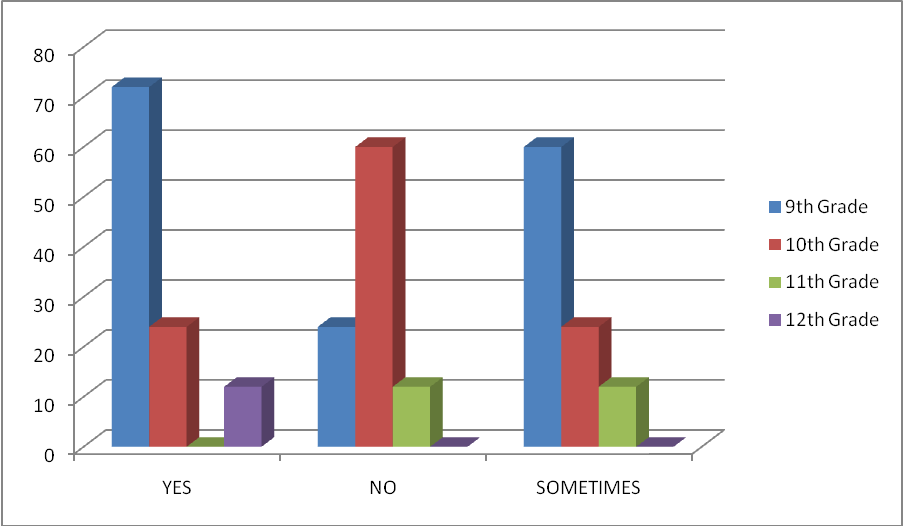 80
70
60
50
40
30
20
10
0
YES
NO
SOMETIMES
9th Grade
10th Grade
11th Grade
12th Grade